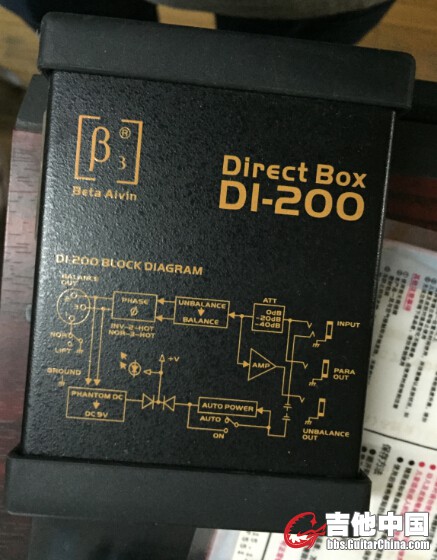 β ® 3
Beta Aivin
Direct Box
DI-200
DI-200 BLOCK DIAGRAM
BALANCE
OUT
PHASE
Ø
UNBALANCE
BALANCE
ATT
0dB
-20dB
-40dB
INPUT
INV-2-HOT
NOR-3-HOT
NOR
LIFT
GROUND
+V
AMP
PARA
OUT
PHANTOM DC
DC 9V
AUTO POWER
AUTO
ON
UNBALANCE
OUT
吉他中国
bbs.GuitarChina.com